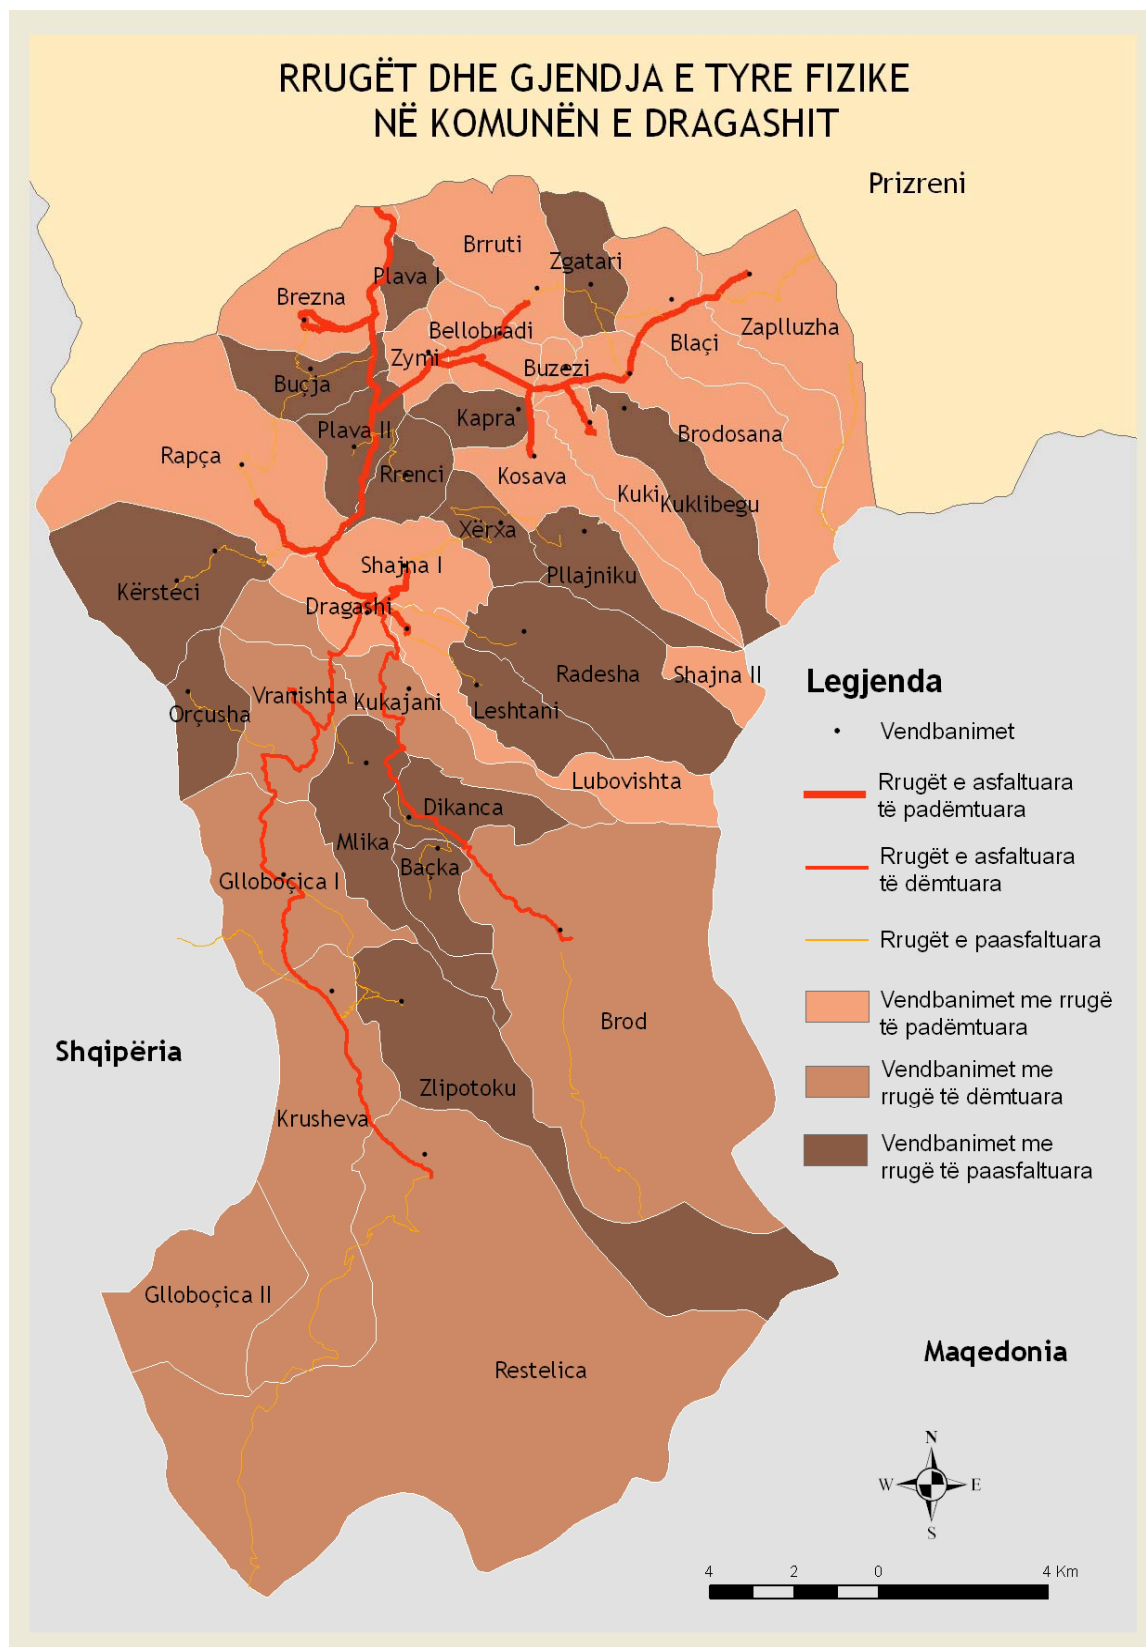 RRUGËT DHE GJENDJA E TYRE FIZIKE
NË KOMUNËN E DRAGASHIT
Prizreni
Brruti
Zgatari
Plava I
Brezna
Bellobradi
Zaplluzha
Blaçi
Zymi
Buzezi
Buçja
Kapra
Plava II
Brodosana
Rapça
Rrenci
Kosava
Kuki
Kuklibegu
Xërxa
Shajna I
Pllajniku
Kërsteci
Dragashi
Radesha
Shajna II
Vranishta
Kukajani
Leshtani
Orçusha
Lubovishta
Dikanca
Mlika
Baçka
Glloboçica I
Brod
Zlipotoku
Krusheva
Glloboçica II
Restelica
Shqipëria
Maqedonia
Legjenda
Vendbanimet
Rrugët e asfaltuara
të padëmtuara
Rrugët e asfaltuara
të dëmtuara
Rrugët e paasfaltuara
Vendbanimet me rrugë
të padëmtuara
Vendbanimet me
rrugë të dëmtuara
Vendbanimet me
rrugë të paasfaltuara
N
W E
S
4 2 0 4 Km